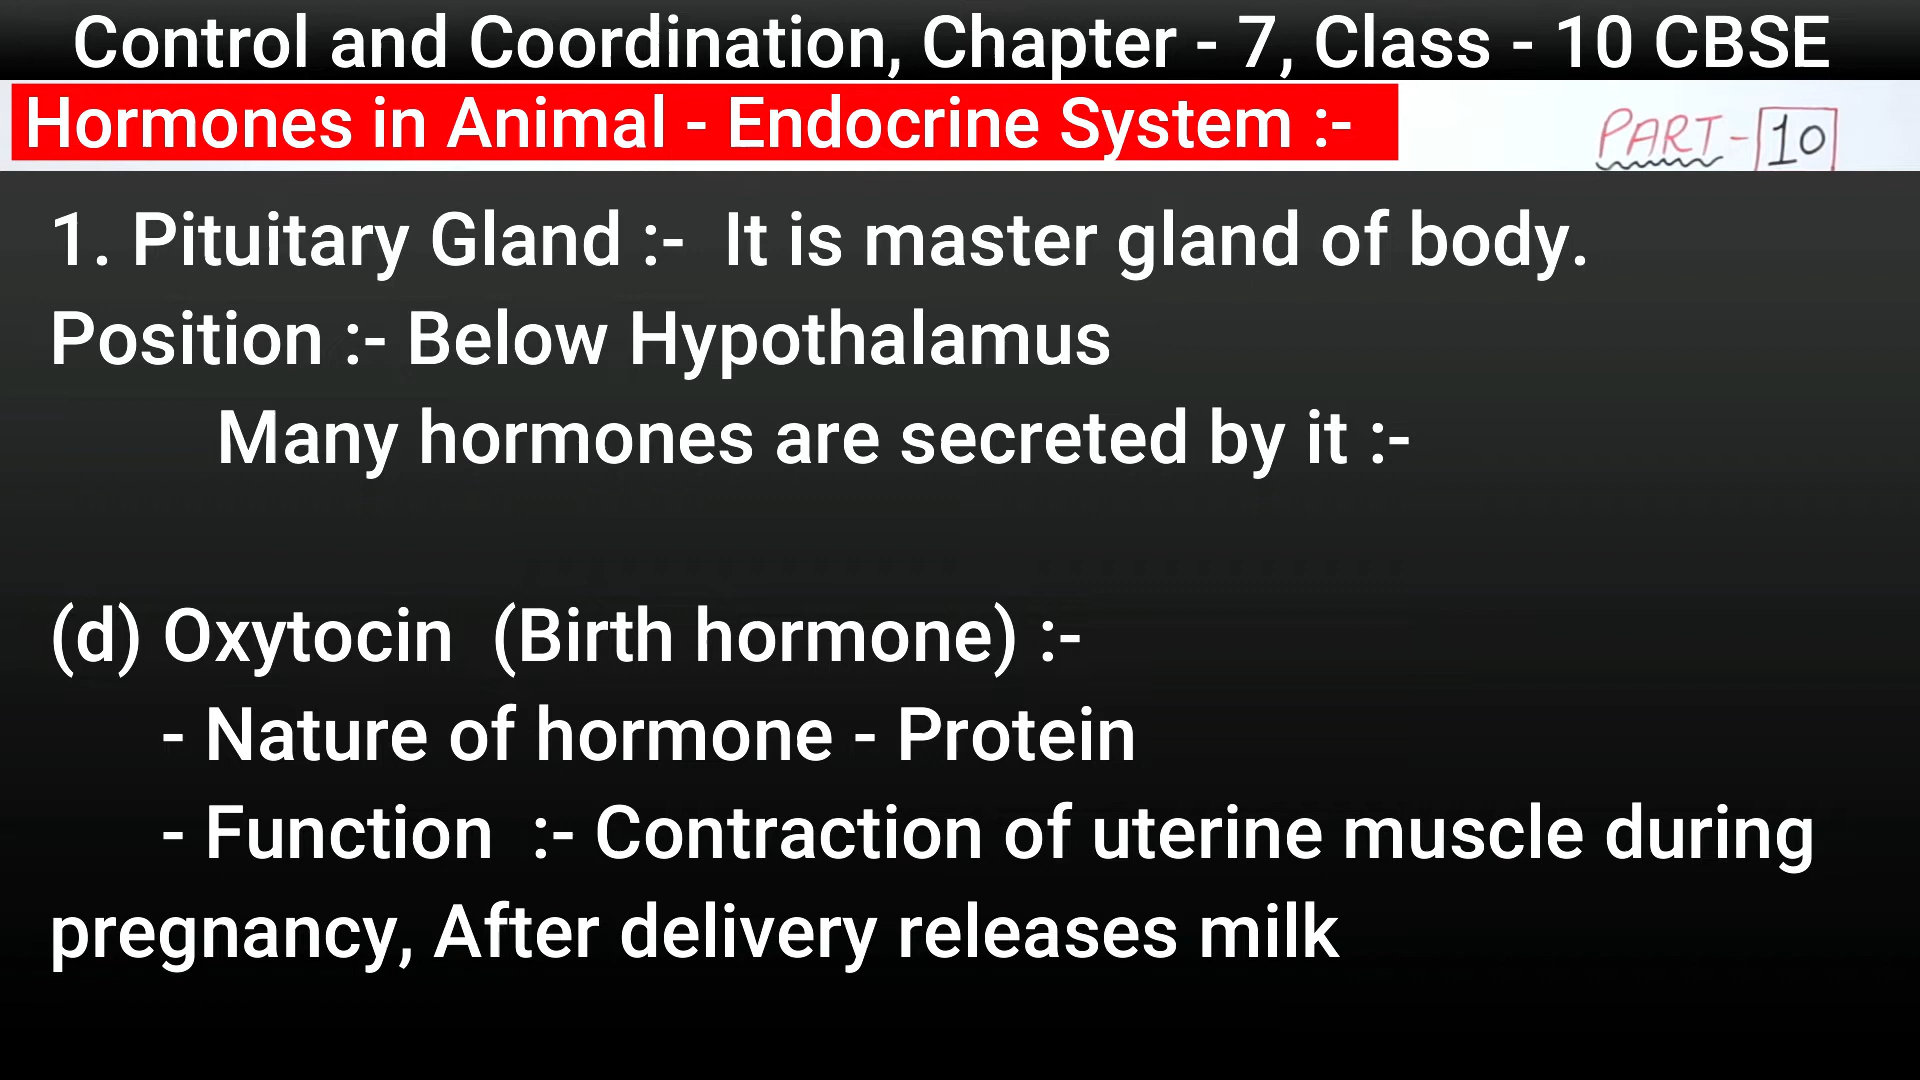 Control and Coordination, Chapter - 7, Class - 10 CBSE
Hormones in Animal - Endocrine System :-
PART-10
1. Pituitary Gland :- It is master gland of body.
Position :- Below Hypothalamus
Many hormones are secreted by it :-
(d) Oxytocin (Birth hormone) :-
- Nature of hormone - Protein
- Function :- Contraction of uterine muscle during
pregnancy, After delivery releases milk